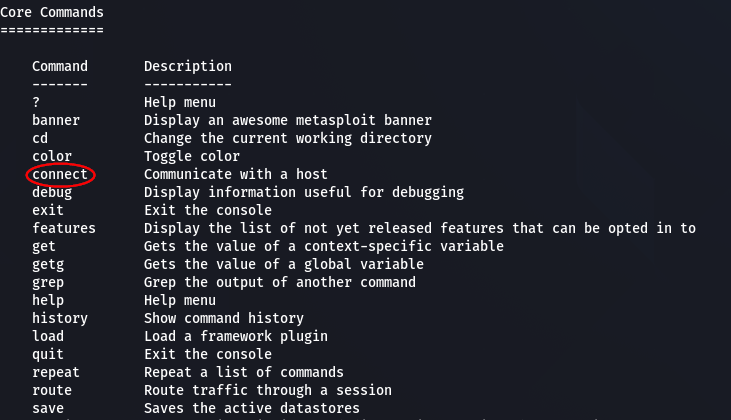 Core Commands
=============
Command Description
------- -----------
? Help menu
banner Display an awesome metasploit banner
cd Change the current working directory
color Toggle color
connect Communicate with a host
debug Display information useful for debugging
exit Exit the console
features Display the list of not yet released features that can be opted in to
get Gets the value of a context-specific variable
getg Gets the value of a global variable
grep Grep the output of another command
help Help menu
history Show command history
load Load a framework plugin
quit Exit the console
repeat Repeat a list of commands
route Route traffic through a session
save Saves the active datastores